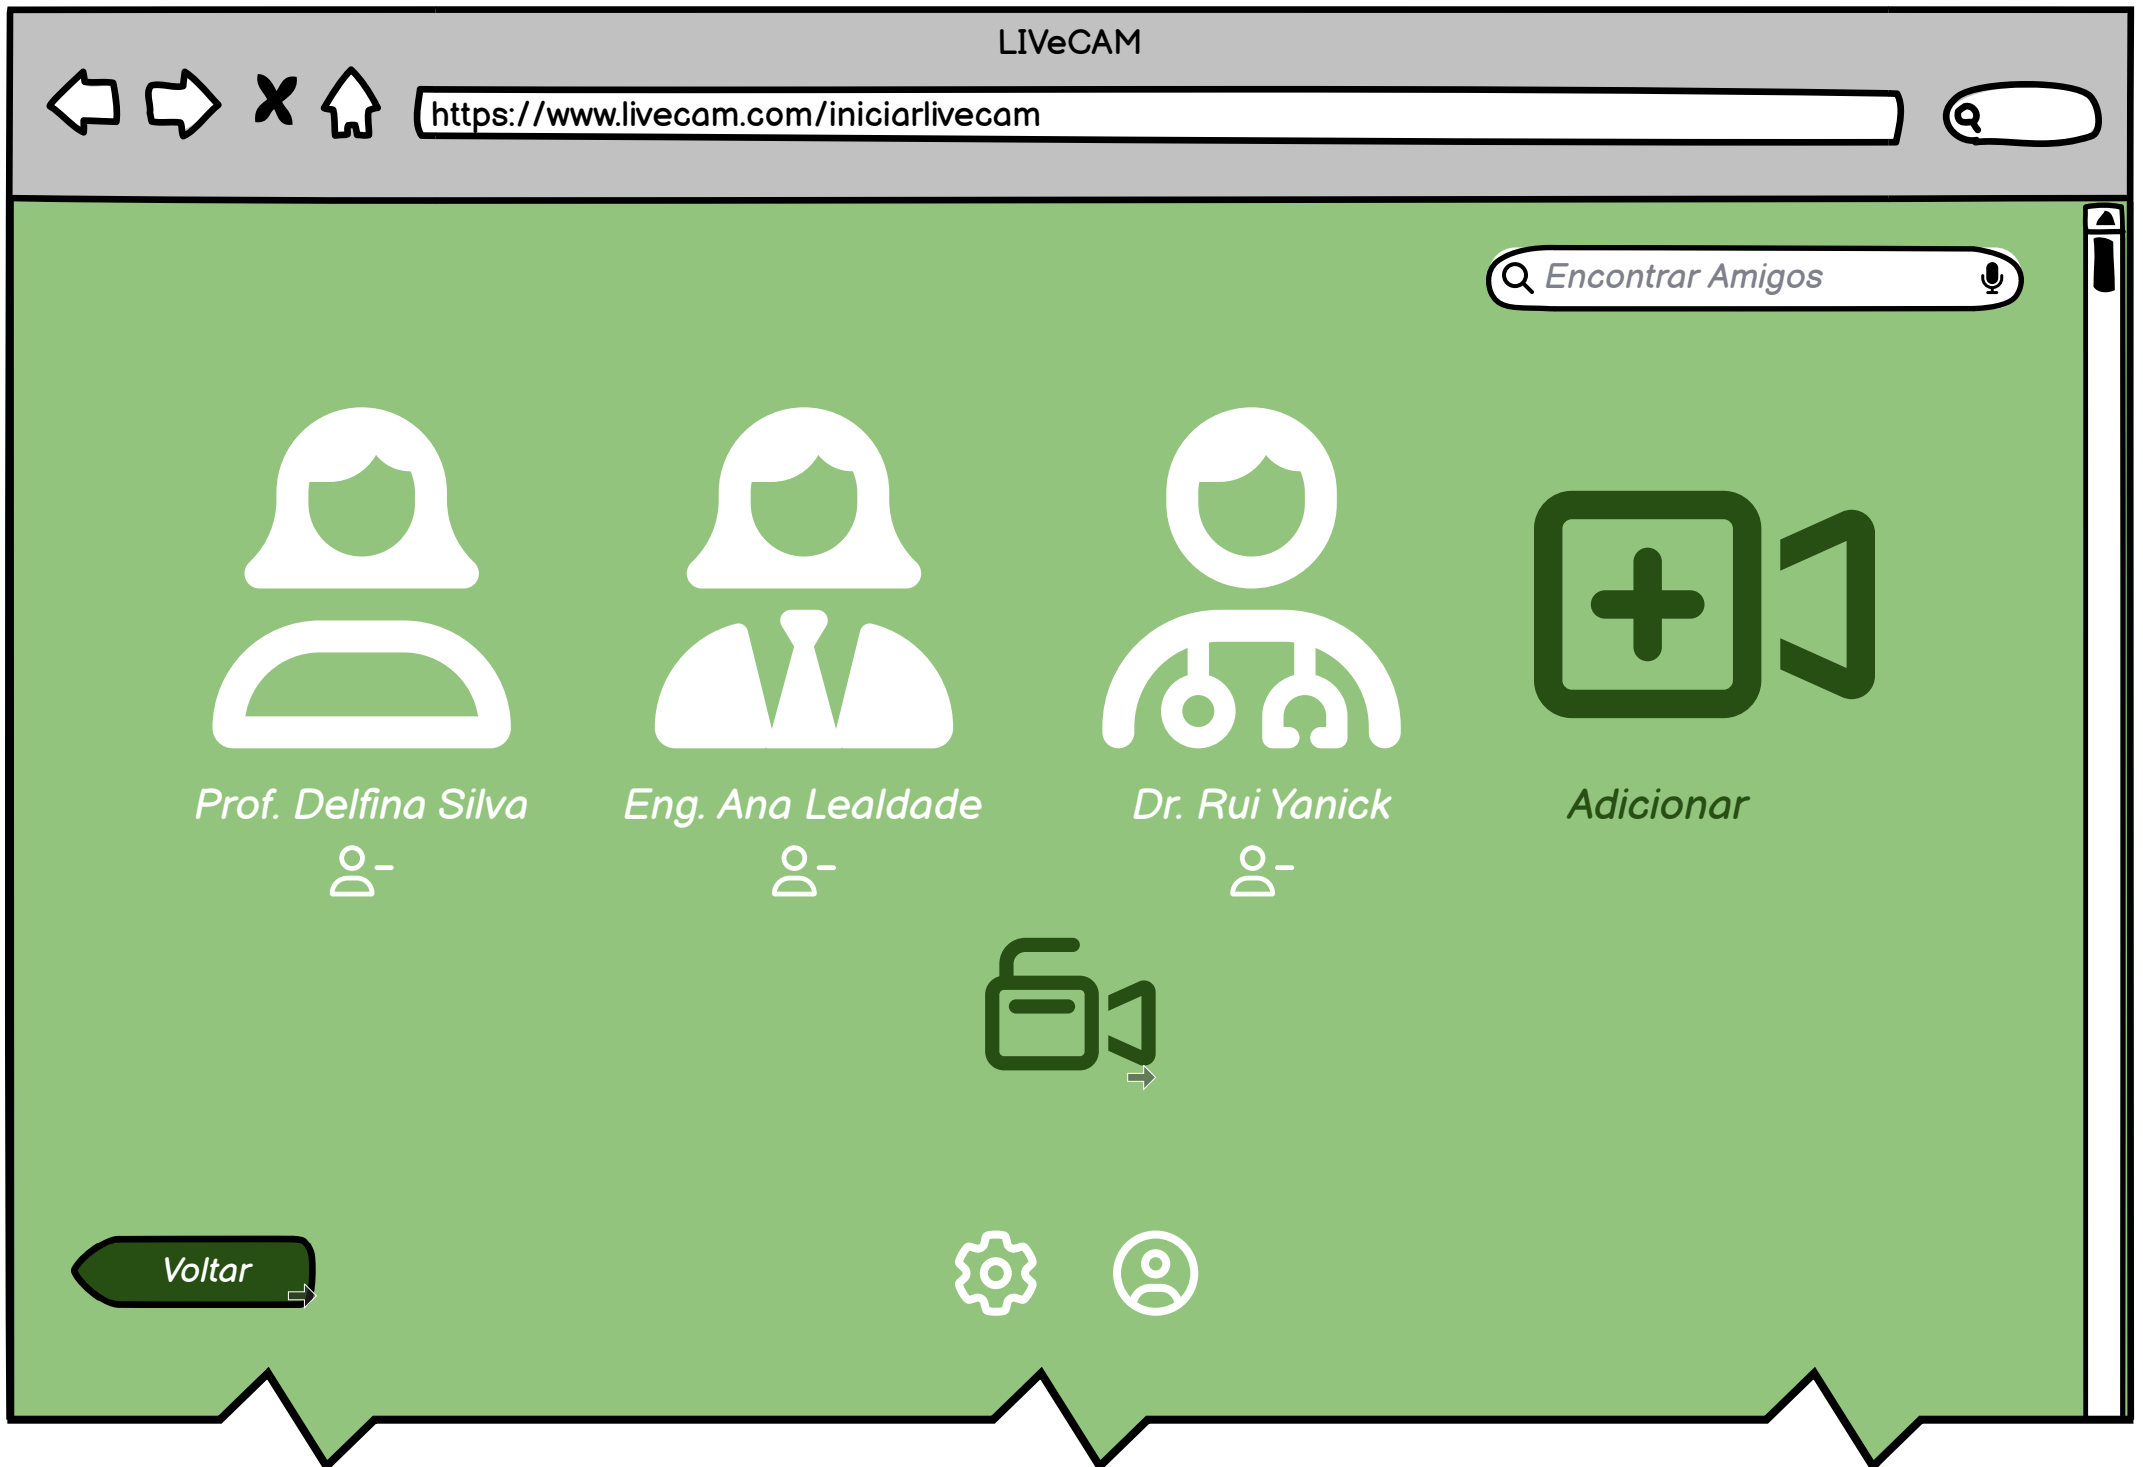 LIVeCAM
https://www.livecam.com/iniciarlivecam
Encontrar Amigos
Prof. Delfina Silva
Eng. Ana Lealdade
Dr. Rui Yanick
Adicionar
Voltar